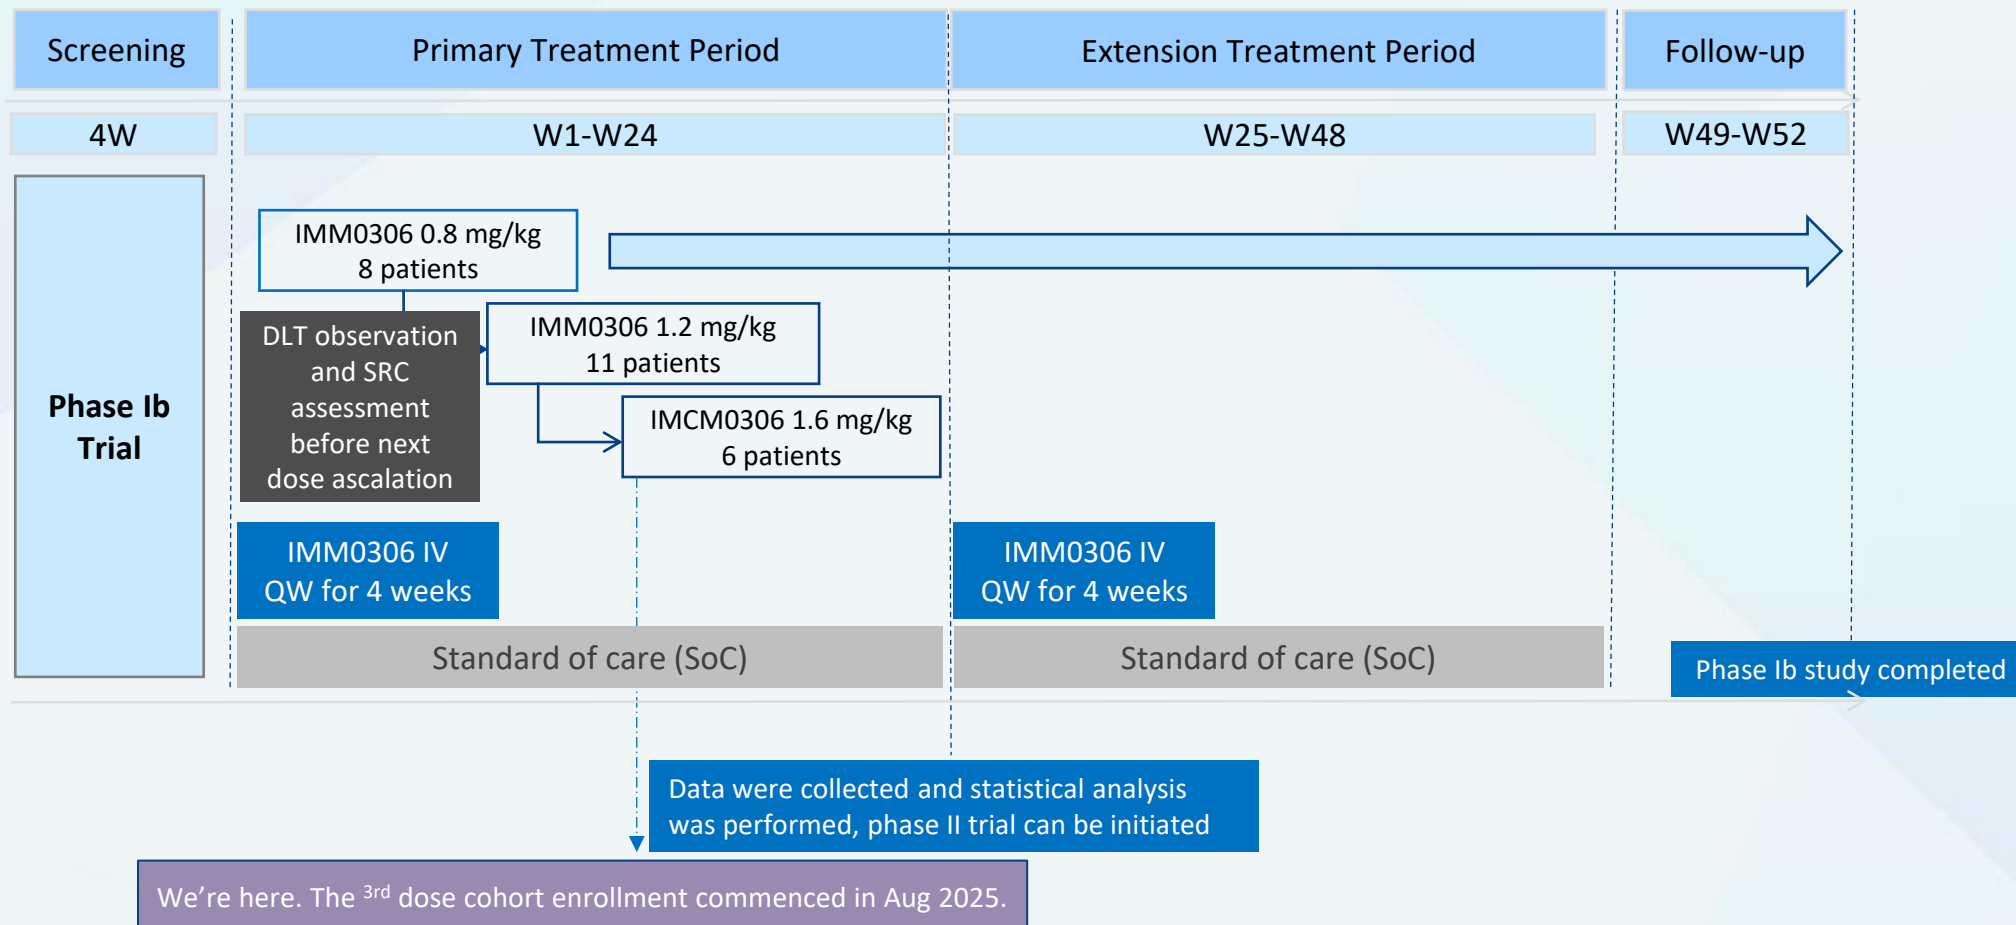 Screening
Primary Treatment Period
Extension Treatment Period
Follow-up
4W
W1-W24
W25-W48
W49-W52
Phase Ib
Trial
IMM0306 0.8 mg/kg
8 patients
DLT observation
and SRC
assessment
before next
dose ascalation
IMM0306 1.2 mg/kg
11 patients
IMCM0306 1.6 mg/kg
6 patients
IMM0306 IV
QW for 4 weeks
IMM0306 IV
QW for 4 weeks
Standard of care (SoC)
Standard of care (SoC)
Phase Ib study completed
Data were collected and statistical analysis
was performed, phase II trial can be initiated
We’re here. The 3rd dose cohort enrollment commenced in Aug 2025.